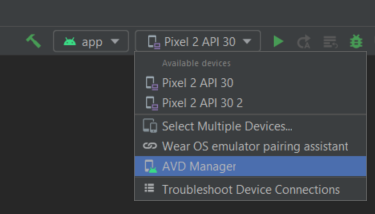 app
Pixel 2 API 30
Available devices
Pixel 2 API 30
Pixel 2 API 30 2
Select Multiple Devices...
Wear OS emulator pairing assistant
AVD Manager
Troubleshoot Device Connections